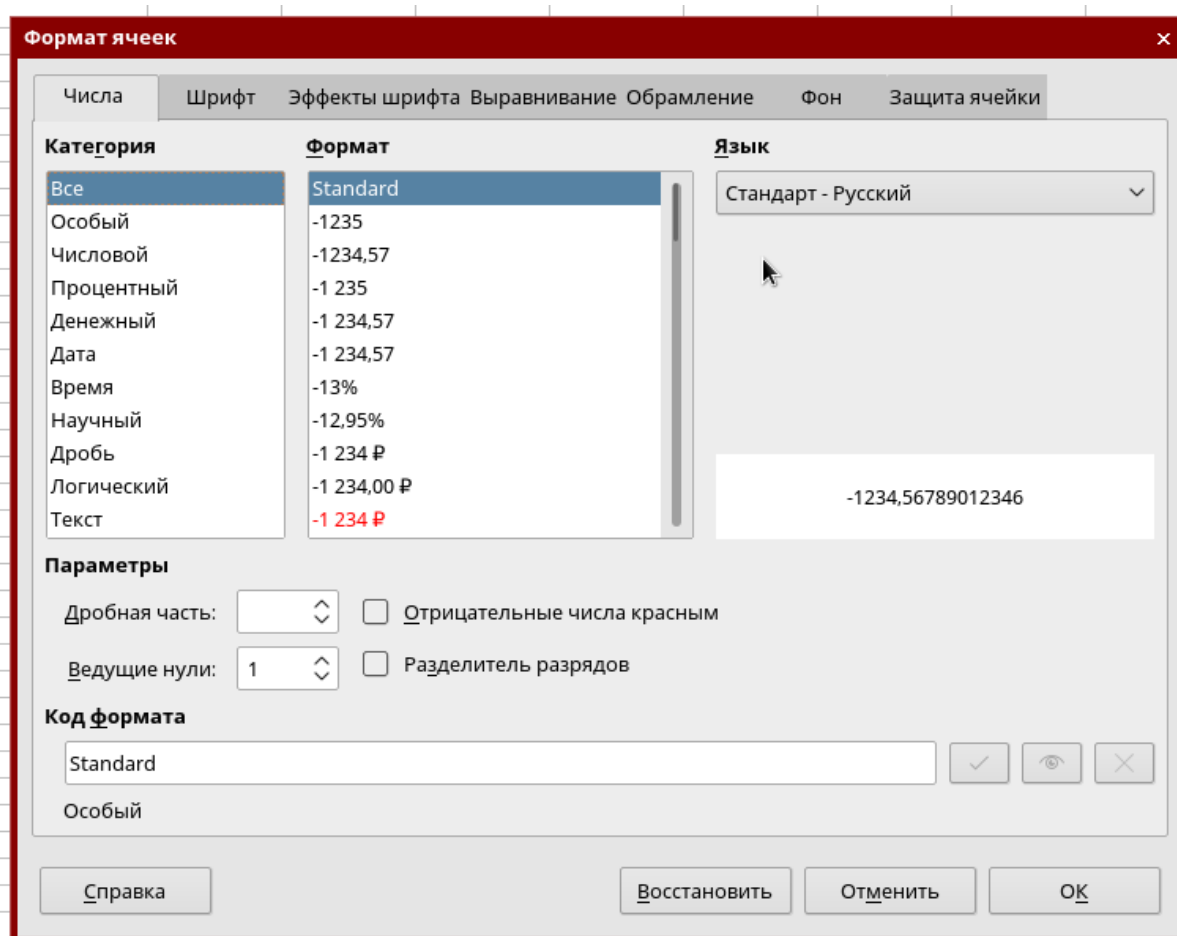 Формат ячеек
Числа Шрифт Эффекты шрифта Выравнивание Обрамление Фон Защита ячейки
Категория Формат Язык
Все Standard Стандарт - Русский
Особый -1235
Числовой -1234,57
Процентный -1 235
Денежный -1 234,57
Дата -1 234,57
Время -13%
Научный -12,95%
Дробь -1 234 ₽
Логический -1 234,00 ₽ -1234,56789012346
Текст -1 234 ₽
Параметры
Дробная часть: Отрицательные числа красным
Ведущие нули: 1 Разделитель разрядов
Код формата
Standard
Особый
Справка Восстановить Отменить ОК